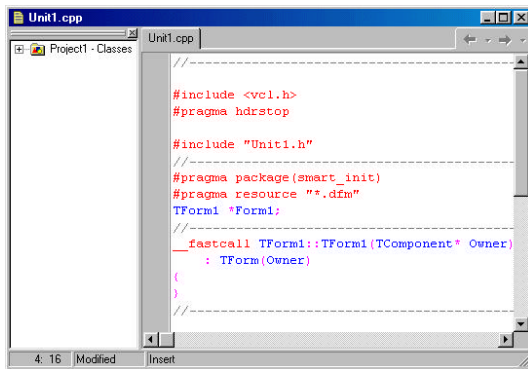 Unit1.cpp
Project1 - Classes
Unit1.cpp
//------------------------------------------
#include <vcl.h>
#pragma hdrstop
#include "Unit1.h"
//------------------------------------------
#pragma package(smart_init)
#pragma resource "*.dfm"
TForm1 *Form1;
//------------------------------------------
__fastcall TForm1::TForm1(TComponent* Owner)
: TForm(Owner)
{
}
//------------------------------------------
4: 16 Modified Insert